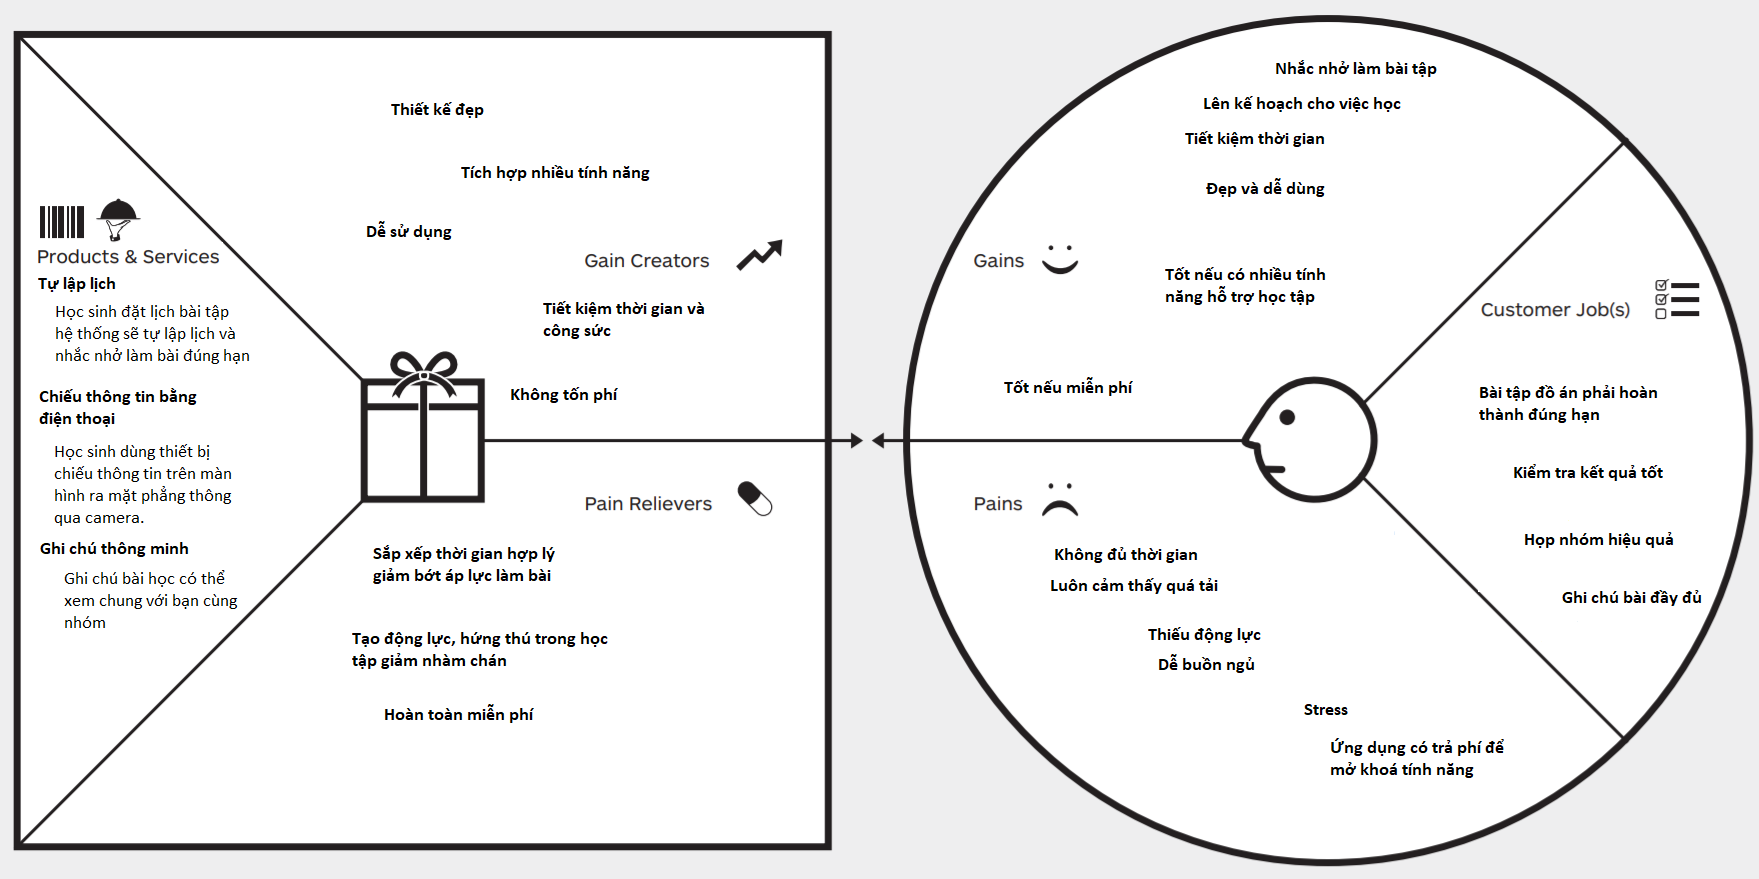 Thiết kế đẹp
Tích hợp nhiều tính năng
Dễ sử dụng
Gain Creators
Tiết kiệm thời gian và
công sức
Không tốn phí
Products & Services
Tự lập lịch
Học sinh đặt lịch bài tập
hệ thống sẽ tự lập lịch và
nhắc nhở làm bài đúng hạn
Chiếu thông tin bằng
điện thoại
Học sinh dùng thiết bị
chiếu thông tin trên màn
hình ra mặt phẳng thông
qua camera.
Ghi chú thông minh
Ghi chú bài học có thể
xem chung với bạn cùng
nhóm
Pain Relievers
Sắp xếp thời gian hợp lý
giảm bớt áp lực làm bài
Tạo động lực, hứng thú trong học
tập giảm nhàm chán
Hoàn toàn miễn phí
Nhắc nhở làm bài tập
Lên kế hoạch cho việc học
Tiết kiệm thời gian
Đẹp và dễ dùng
Gains
Tốt nếu có nhiều tính
năng hỗ trợ học tập
Tốt nếu miễn phí
Customer Job(s)
Bài tập đồ án phải hoàn
thành đúng hạn
Kiểm tra kết quả tốt
Họp nhóm hiệu quả
Ghi chú bài đầy đủ
Pains
Không đủ thời gian
Luôn cảm thấy quá tải
Thiếu động lực
Dễ buồn ngủ
Stress
Ứng dụng có trả phí để
mở khoá tính năng